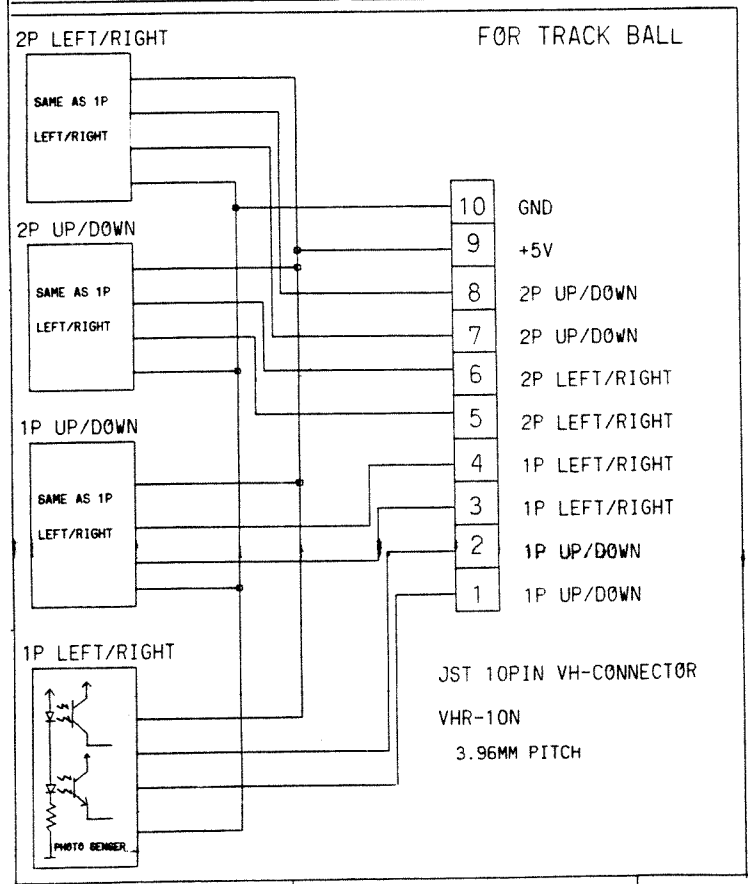 FØR TRACK BALL
2P LEFT/RIGHT
SAME AS 1P
LEFT/RIGHT
2P UP/DØWN
SAME AS 1P
LEFT/RIGHT
1P UP/DØWN
SAME AS 1P
LEFT/RIGHT
1P LEFT/RIGHT
PHØTØ SENSER
10 GND
9 +5V
8 2P UP/DØWN
7 2P UP/DØWN
6 2P LEFT/RIGHT
5 2P LEFT/RIGHT
4 1P LEFT/RIGHT
3 1P LEFT/RIGHT
2 1P UP/DØWN
1 1P UP/DØWN
JST 10PIN VH-CØNNECTØR
VHR-10N
3.96MM PITCH